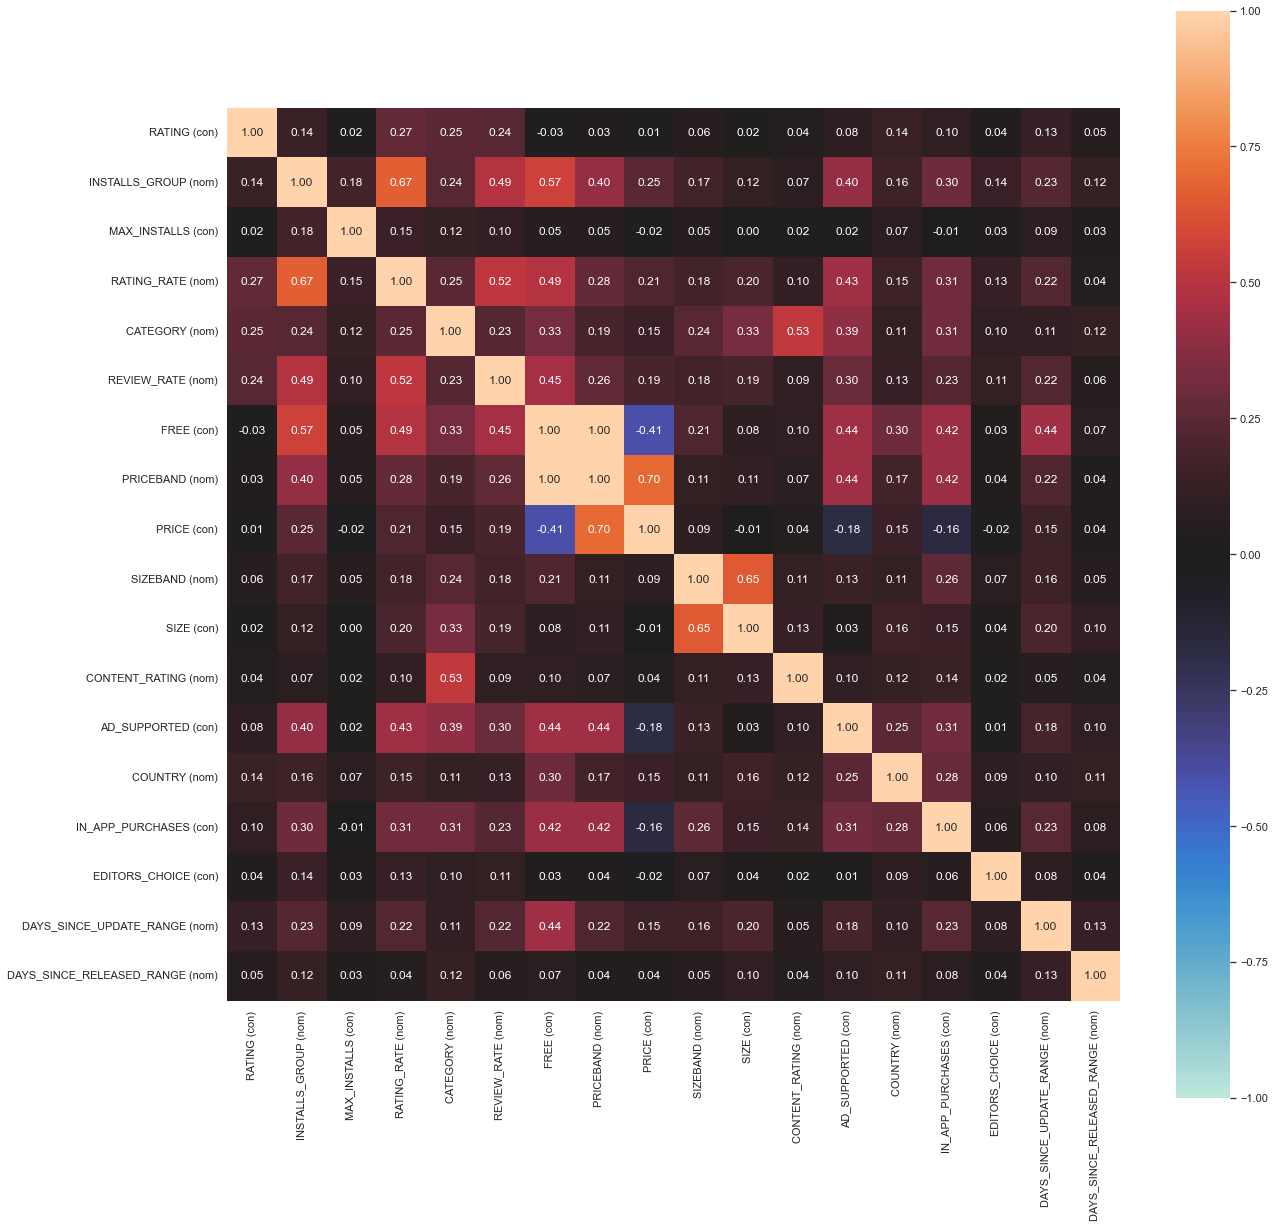 1.00
RATING (con) 1.00 0.14 0.02 0.27 0.25 0.24 -0.03 0.03 0.01 0.06 0.02 0.04 0.08 0.14 0.10 0.04 0.13 0.05
INSTALLS_GROUP (nom) 0.14 1.00 0.18 0.67 0.24 0.49 0.57 0.40 0.25 0.17 0.12 0.07 0.40 0.16 0.30 0.14 0.23 0.12
0.75
MAX_INSTALLS (con) 0.02 0.18 1.00 0.15 0.12 0.10 0.05 0.05 -0.02 0.05 0.00 0.02 0.02 0.07 -0.01 0.03 0.09 0.03
RATING_RATE (nom) 0.27 0.67 0.15 1.00 0.25 0.52 0.49 0.28 0.21 0.18 0.20 0.10 0.43 0.15 0.31 0.13 0.22 0.04
0.50
CATEGORY (nom) 0.25 0.24 0.12 0.25 1.00 0.23 0.33 0.19 0.15 0.24 0.33 0.53 0.39 0.11 0.31 0.10 0.11 0.12
REVIEW_RATE (nom) 0.24 0.49 0.10 0.52 0.23 1.00 0.45 0.26 0.19 0.18 0.19 0.09 0.30 0.13 0.23 0.11 0.22 0.06
0.25
FREE (con) -0.03 0.57 0.05 0.49 0.33 0.45 1.00 1.00 -0.41 0.21 0.08 0.10 0.44 0.30 0.42 0.03 0.44 0.07
PRICEBAND (nom) 0.03 0.40 0.05 0.28 0.19 0.26 1.00 1.00 0.70 0.11 0.11 0.07 0.44 0.17 0.42 0.04 0.22 0.04
PRICE (con) 0.01 0.25 -0.02 0.21 0.15 0.19 -0.41 0.70 1.00 0.09 -0.01 0.04 -0.18 0.15 -0.16 -0.02 0.15 0.04
0.00
SIZEBAND (nom) 0.06 0.17 0.05 0.18 0.24 0.18 0.21 0.11 0.09 1.00 0.65 0.11 0.13 0.11 0.26 0.07 0.16 0.05
SIZE (con) 0.02 0.12 0.00 0.20 0.33 0.19 0.08 0.11 -0.01 0.65 1.00 0.13 0.03 0.16 0.15 0.04 0.20 0.10
CONTENT_RATING (nom) 0.04 0.07 0.02 0.10 0.53 0.09 0.10 0.07 0.04 0.11 0.13 1.00 0.10 0.12 0.14 0.02 0.05 0.04
−0.25
AD_SUPPORTED (con) 0.08 0.40 0.02 0.43 0.39 0.30 0.44 0.44 -0.18 0.13 0.03 0.10 1.00 0.25 0.31 0.01 0.18 0.10
COUNTRY (nom) 0.14 0.16 0.07 0.15 0.11 0.13 0.30 0.17 0.15 0.11 0.16 0.12 0.25 1.00 0.28 0.09 0.10 0.11
−0.50
IN_APP_PURCHASES (con) 0.10 0.30 -0.01 0.31 0.31 0.23 0.42 0.42 -0.16 0.26 0.15 0.14 0.31 0.28 1.00 0.06 0.23 0.08
EDITORS_CHOICE (con) 0.04 0.14 0.03 0.13 0.10 0.11 0.03 0.04 -0.02 0.07 0.04 0.02 0.01 0.09 0.06 1.00 0.08 0.04
DAYS_SINCE_UPDATE_RANGE (nom) 0.13 0.23 0.09 0.22 0.11 0.22 0.44 0.22 0.15 0.16 0.20 0.05 0.18 0.10 0.23 0.08 1.00 0.13
−0.75
DAYS_SINCE_RELEASED_RANGE (nom) 0.05 0.12 0.03 0.04 0.12 0.06 0.07 0.04 0.04 0.05 0.10 0.04 0.10 0.11 0.08 0.04 0.13 1.00
−1.00
RATING (con)
INSTALLS_GROUP (nom)
MAX_INSTALLS (con)
RATING_RATE (nom)
CATEGORY (nom)
REVIEW_RATE (nom)
FREE (con)
PRICEBAND (nom)
PRICE (con)
SIZEBAND (nom)
SIZE (con)
CONTENT_RATING (nom)
AD_SUPPORTED (con)
COUNTRY (nom)
IN_APP_PURCHASES (con)
EDITORS_CHOICE (con)
DAYS_SINCE_UPDATE_RANGE (nom)
DAYS_SINCE_RELEASED_RANGE (nom)